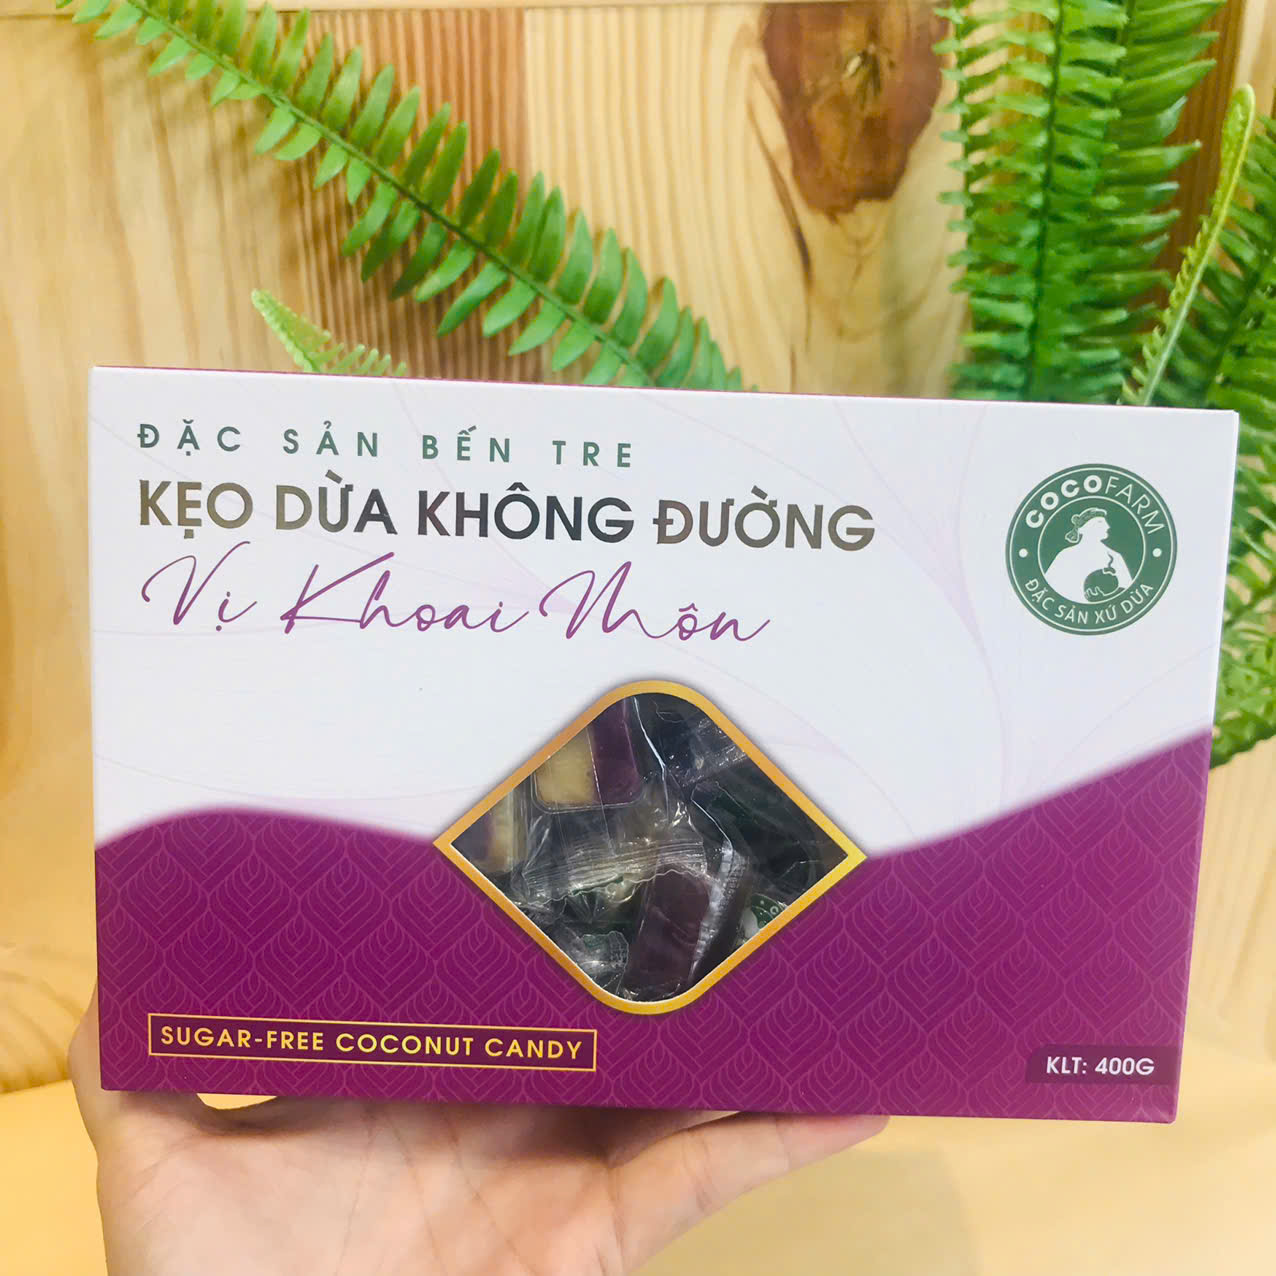 ĐẶC SẢN BẾN TRE
KẸO DỪA KHÔNG ĐƯỜNG
Vị Khoai Môn
COCOFARM
ĐẶC SẢN XỨ DỪA
SUGAR-FREE COCONUT CANDY
KLT: 400G